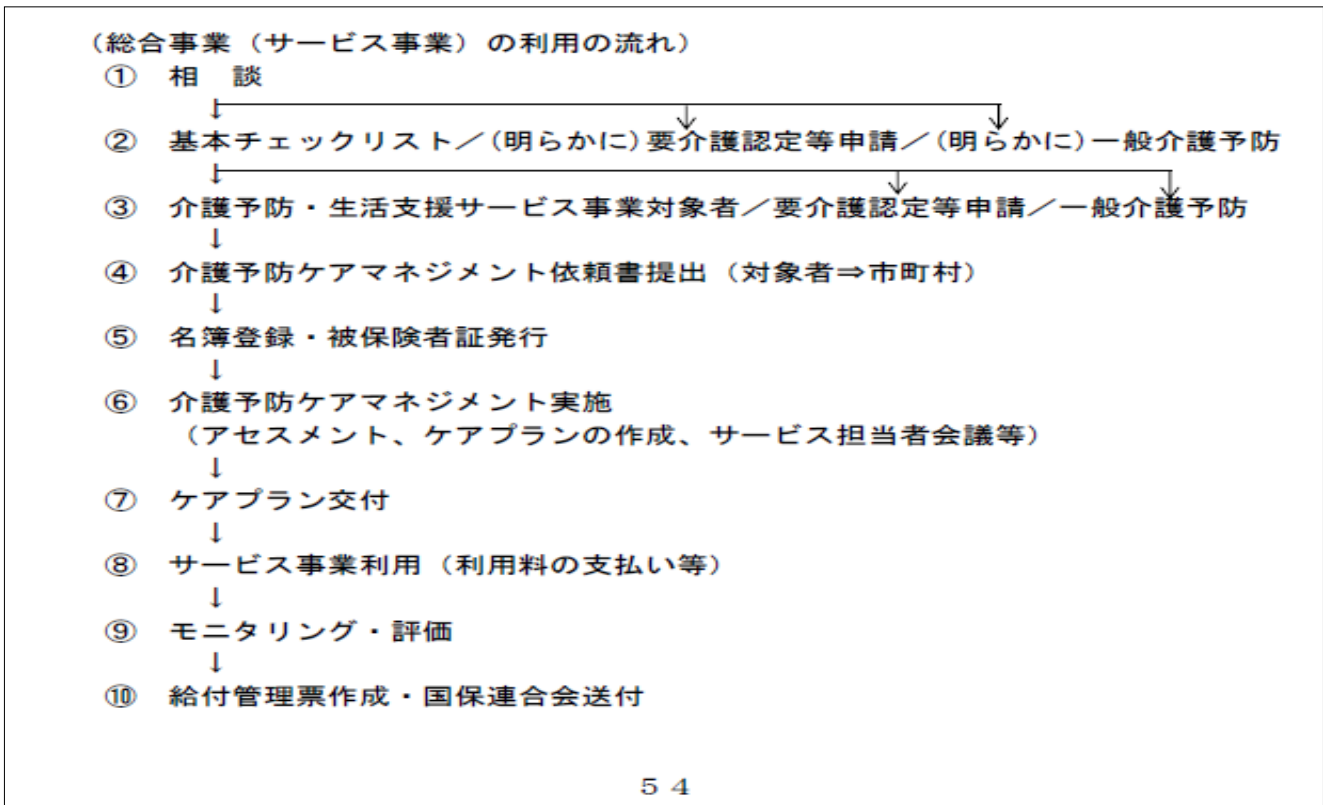 （総合事業（サービス事業）の利用の流れ）
① 相　談
↓
② 基本チェックリスト／(明らかに)要介護認定等申請／(明らかに)一般介護予防
↓
③ 介護予防・生活支援サービス事業対象者／要介護認定等申請／一般介護予防
↓
④ 介護予防ケアマネジメント依頼書提出（対象者⇒市町村）
↓
⑤ 名簿登録・被保険者証発行
↓
⑥ 介護予防ケアマネジメント実施
（アセスメント、ケアプランの作成、サービス担当者会議等）
↓
⑦ ケアプラン交付
↓
⑧ サービス事業利用（利用料の支払い等）
↓
⑨ モニタリング・評価
↓
⑩ 給付管理票作成・国保連合会送付
５４